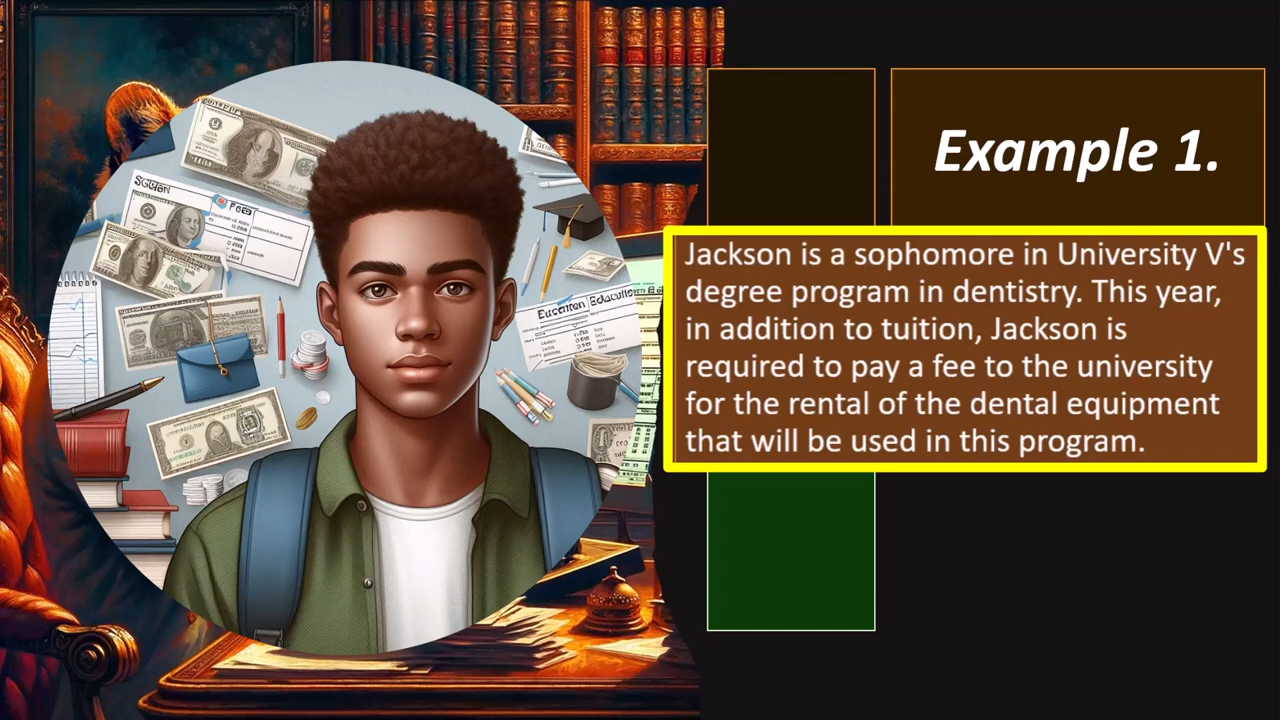 Example 1.
Jackson is a sophomore in University V's
degree program in dentistry. This year,
in addition to tuition, Jackson is
required to pay a fee to the university
for the rental of the dental equipment
that will be used in this program.